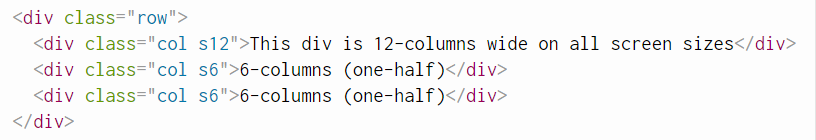 <div class="row">
  <div class="col s12">This div is 12-columns wide on all screen sizes</div>
  <div class="col s6">6-columns (one-half)</div>
  <div class="col s6">6-columns (one-half)</div>
</div>